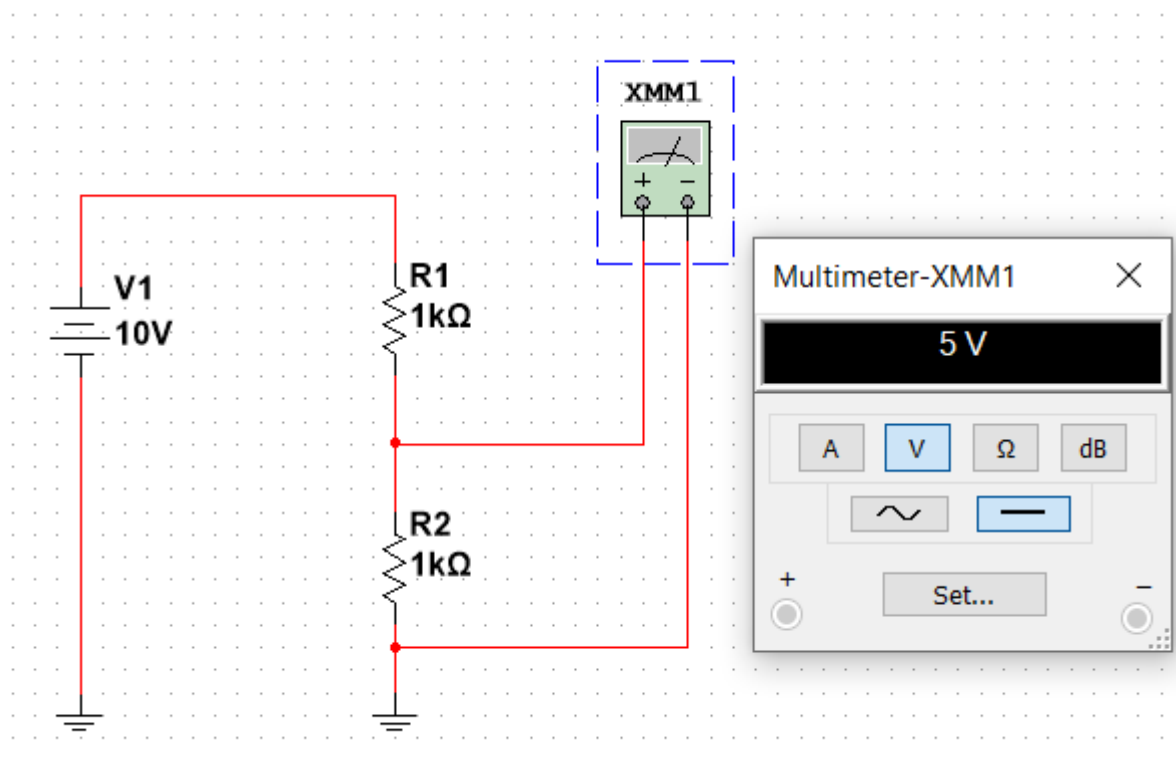 XMM1
+ −
V1
10V
R1
1kΩ
R2
1kΩ
Multimeter-XMM1
5 V
A V Ω dB
+ −
Set...